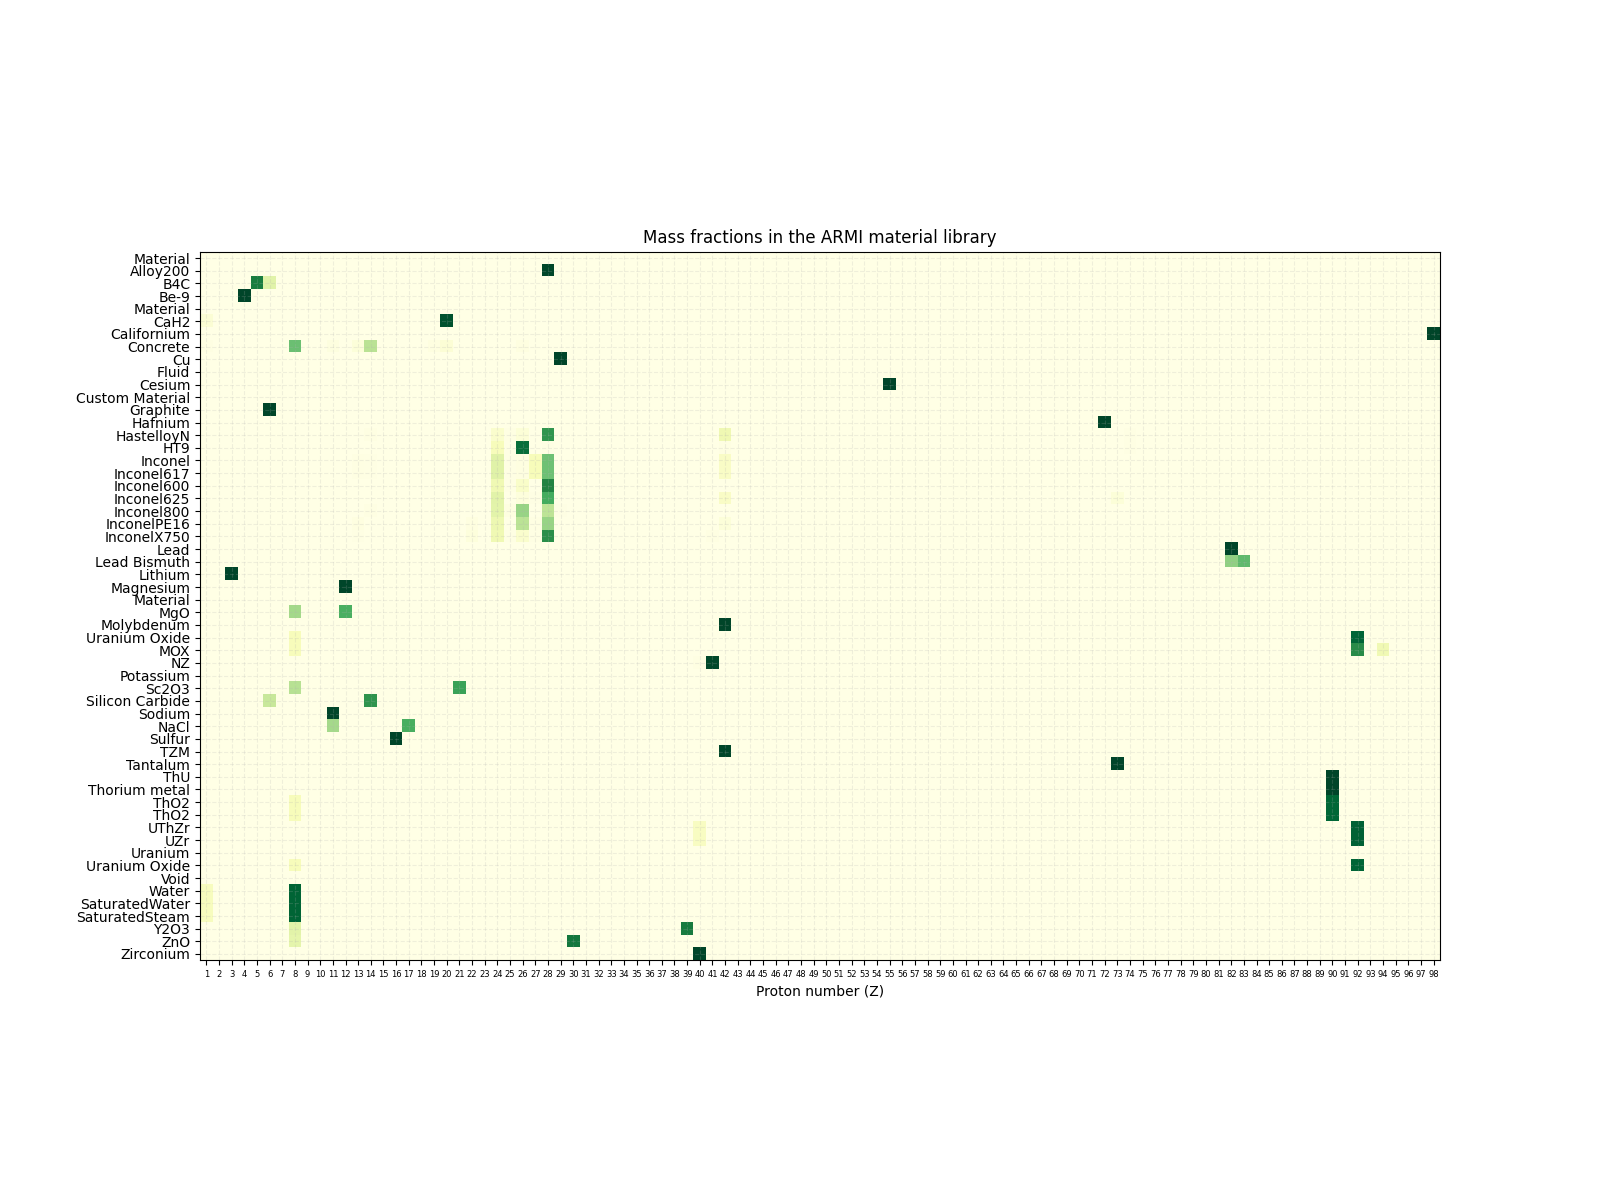 Mass fractions in the ARMI material library
Material
Alloy200
B4C
Be-9
Material
CaH2
Californium
Concrete
Cu
Fluid
Cesium
Custom Material
Graphite
Hafnium
HastelloyN
HT9
Inconel
Inconel617
Inconel600
Inconel625
Inconel800
InconelPE16
InconelX750
Lead
Lead Bismuth
Lithium
Magnesium
Material
MgO
Molybdenum
Uranium Oxide
MOX
NZ
Potassium
Sc2O3
Silicon Carbide
Sodium
NaCl
Sulfur
TZM
Tantalum
ThU
Thorium metal
ThO2
ThO2
UThZr
UZr
Uranium
Uranium Oxide
Void
Water
SaturatedWater
SaturatedSteam
Y2O3
ZnO
Zirconium
1 2 3 4 5 6 7 8 9 10 11 12 13 14 15 16 17 18 19 20 21 22 23 24 25 26 27 28 29 30 31 32 33 34 35 36 37 38 39 40 41 42 43 44 45 46 47 48 49 50 51 52 53 54 55 56 57 58 59 60 61 62 63 64 65 66 67 68 69 70 71 72 73 74 75 76 77 78 79 80 81 82 83 84 85 86 87 88 89 90 91 92 93 94 95 96 97 98
Proton number (Z)